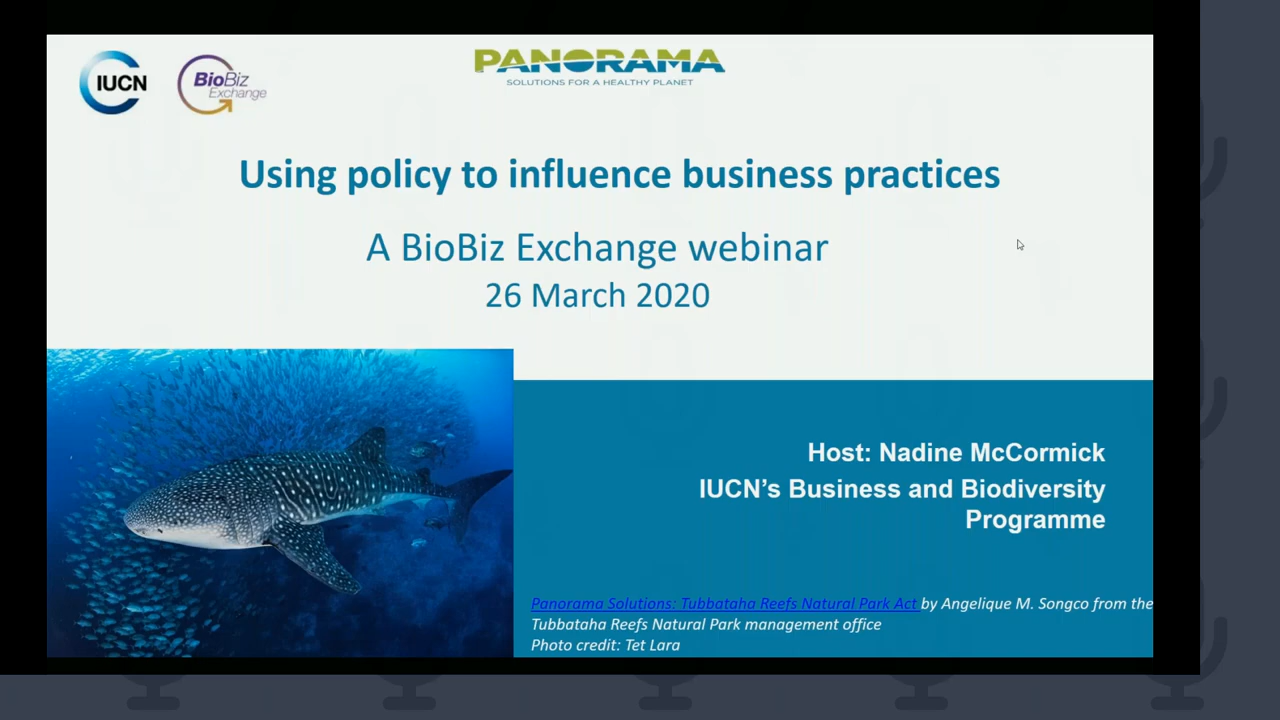 IUCN
BioBiz
Exchange
PANORAMA
SOLUTIONS FOR A HEALTHY PLANET
Using policy to influence business practices
A BioBiz Exchange webinar
26 March 2020
Host: Nadine McCormick
IUCN’s Business and Biodiversity
Programme
Panorama Solutions: Tubbataha Reefs Natural Park Act by Angelique M. Songco from the
Tubbataha Reefs Natural Park management office
Photo credit: Tet Lara